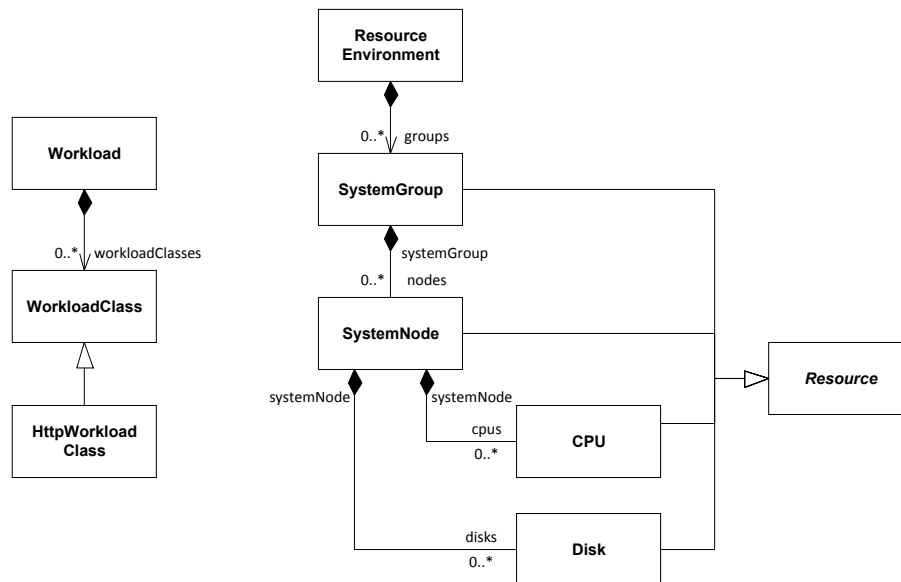 Resource
Environment
0..* groups
Workload
SystemGroup
0..* workloadClasses
systemGroup
0..* nodes
WorkloadClass
SystemNode
Resource
systemNode
systemNode
HttpWorkload
Class
cpus
0..*
CPU
disks
0..*
Disk